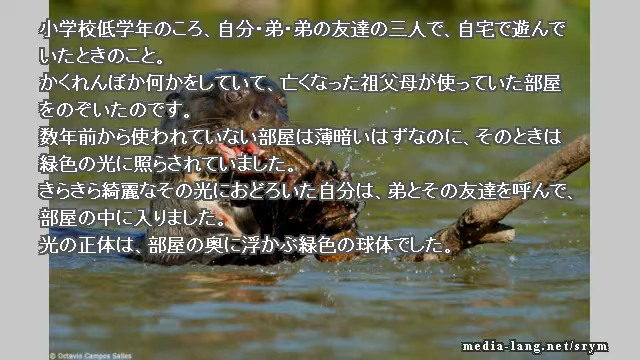 小学校低学年のころ、自分・弟・弟の友達の三人で、自宅で遊んで
いたときのこと。
かくれんぼか何かをしていて、亡くなった祖父母が使っていた部屋
をのぞいたのです。
数年前から使われていない部屋は薄暗いはずなのに、そのときは
緑色の光に照らされていました。
きらきら綺麗なその光におどろいた自分は、弟とその友達を呼んで、
部屋の中に入りました。
光の正体は、部屋の奥に浮かぶ緑色の球体でした。
© Octavio Campos Salles
media-lang.net/srym